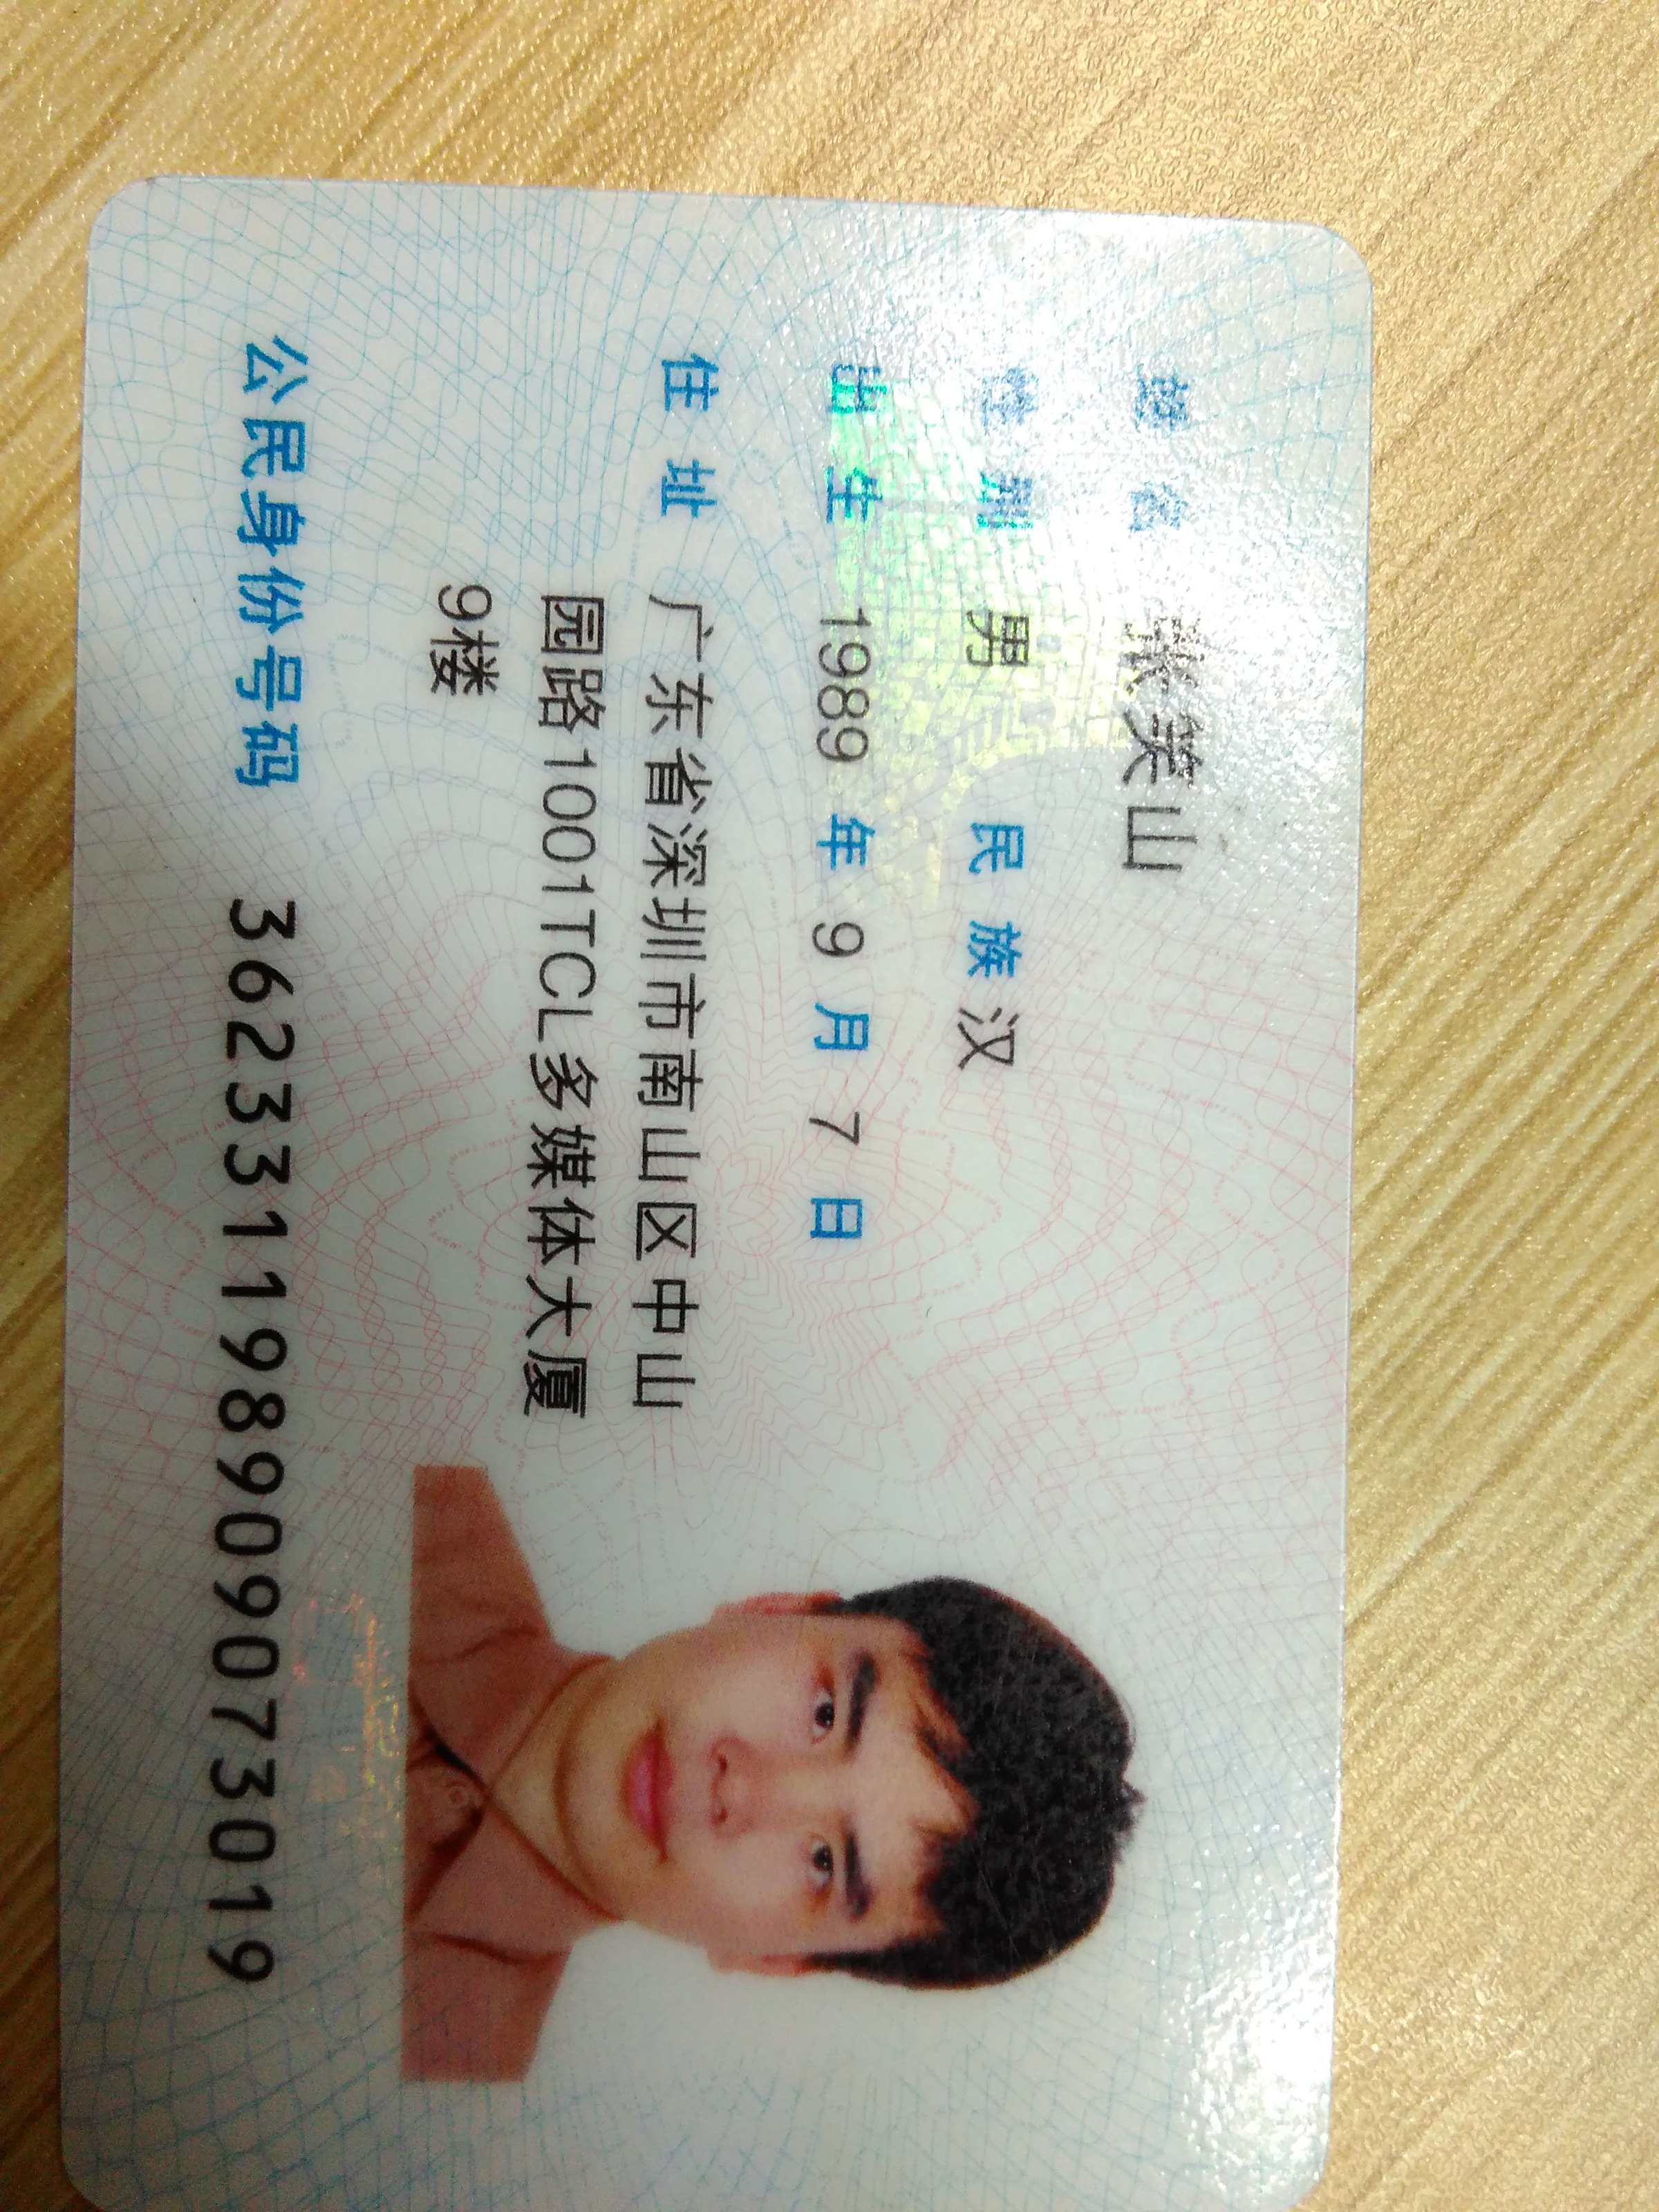 姓名 张笑山
性别 男 民族 汉
出生 1989 年 9 月 7 日
住址 广东省深圳市南山区中山
园路1001TCL多媒体大厦
9楼
公民身份号码 362331198909073019